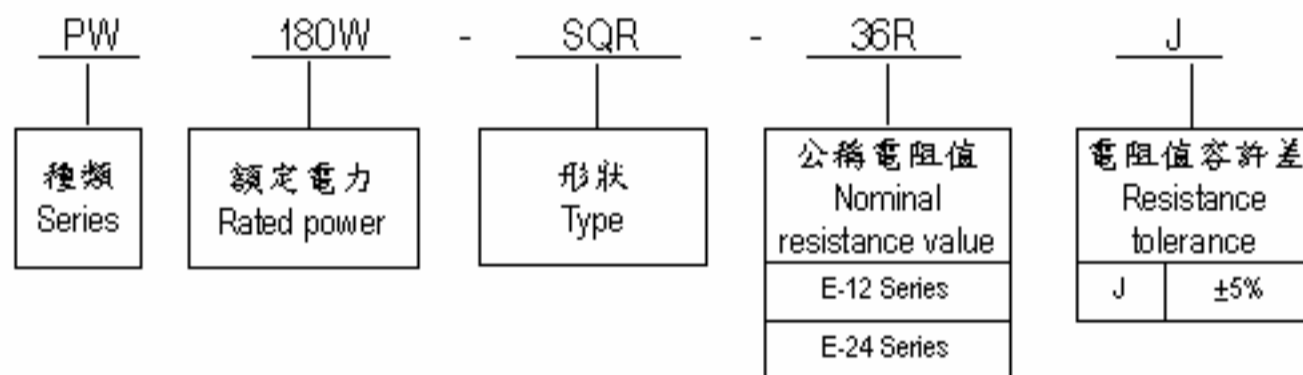 PW 180W - SQR - 36R J
種類
Series
額定電力
Rated power
形狀
Type
公稱電阻值
Nominal
resistance value
E-12 Series
E-24 Series
電阻值容許差
Resistance
tolerance
J ±5%